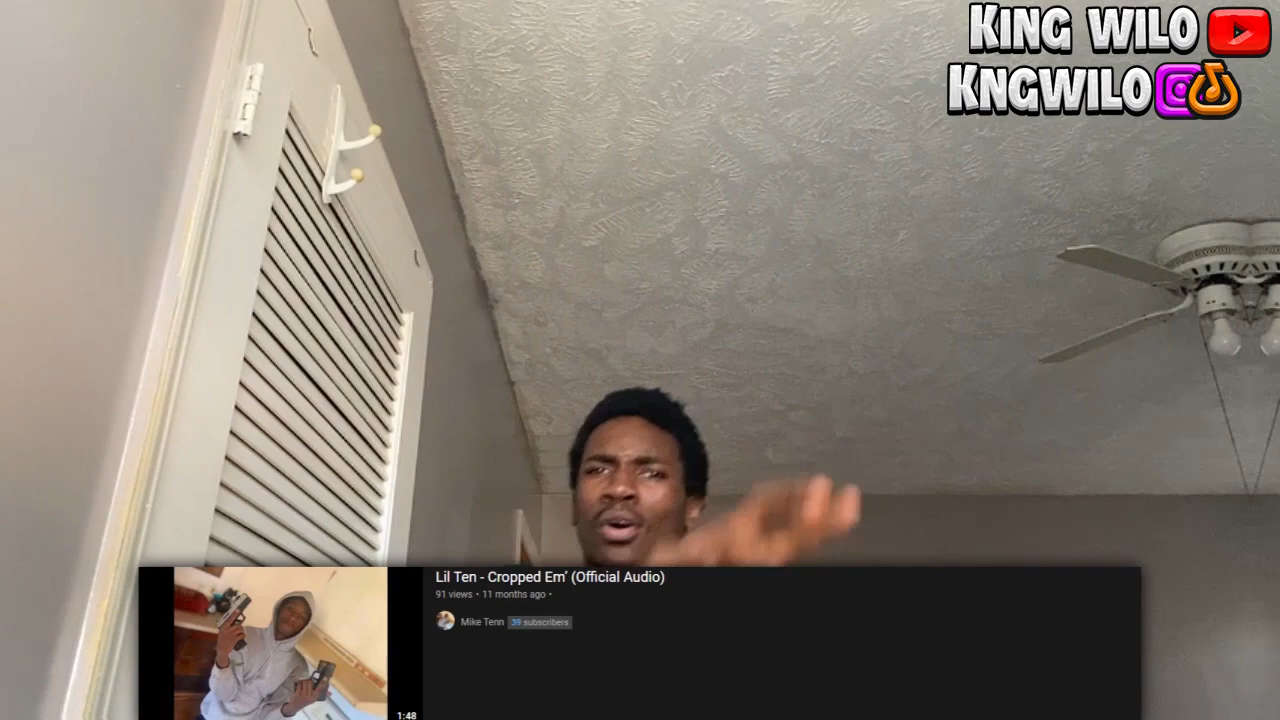 KING WILO
KNGWILO
Lil Ten - Cropped Em' (Official Audio)
91 views • 11 months ago •
Mike Tenn 39 subscribers
1:48